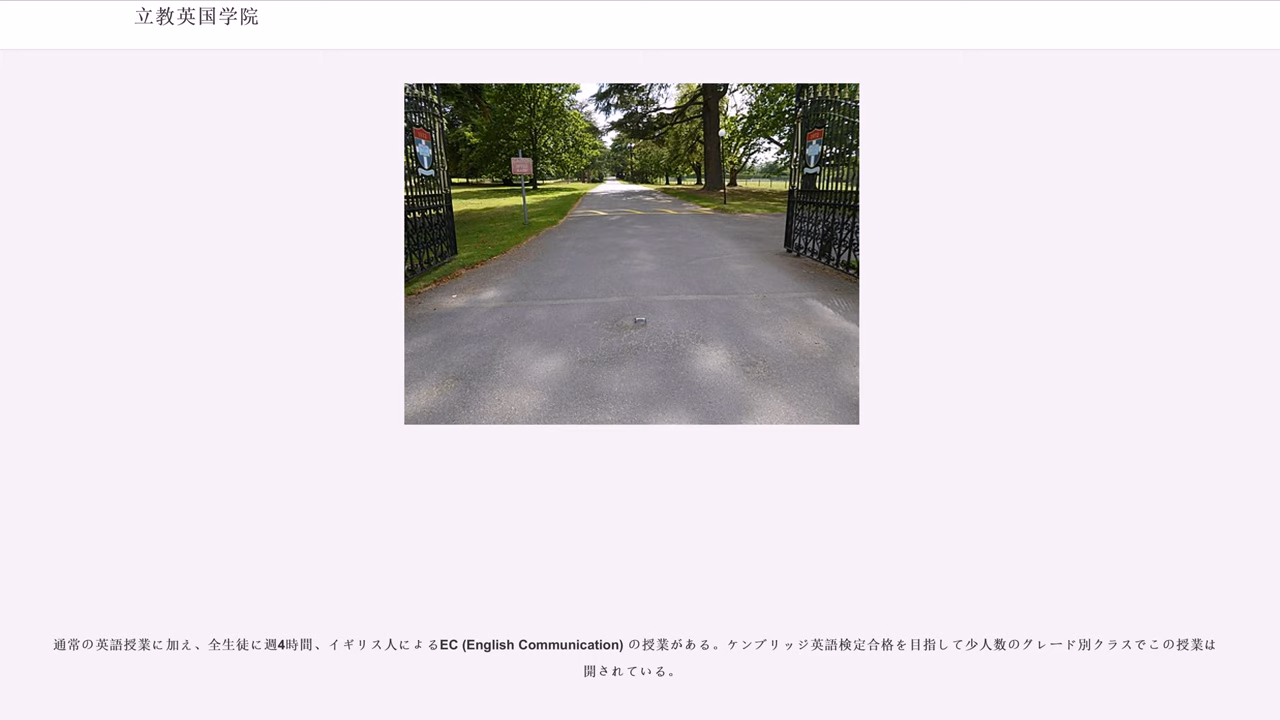 立教英国学院
通常の英語授業に加え、全生徒に週4時間、イギリス人によるEC (English Communication) の授業がある。ケンブリッジ英語検定合格を目指して少人数のグレード別クラスでこの授業は
開されている。